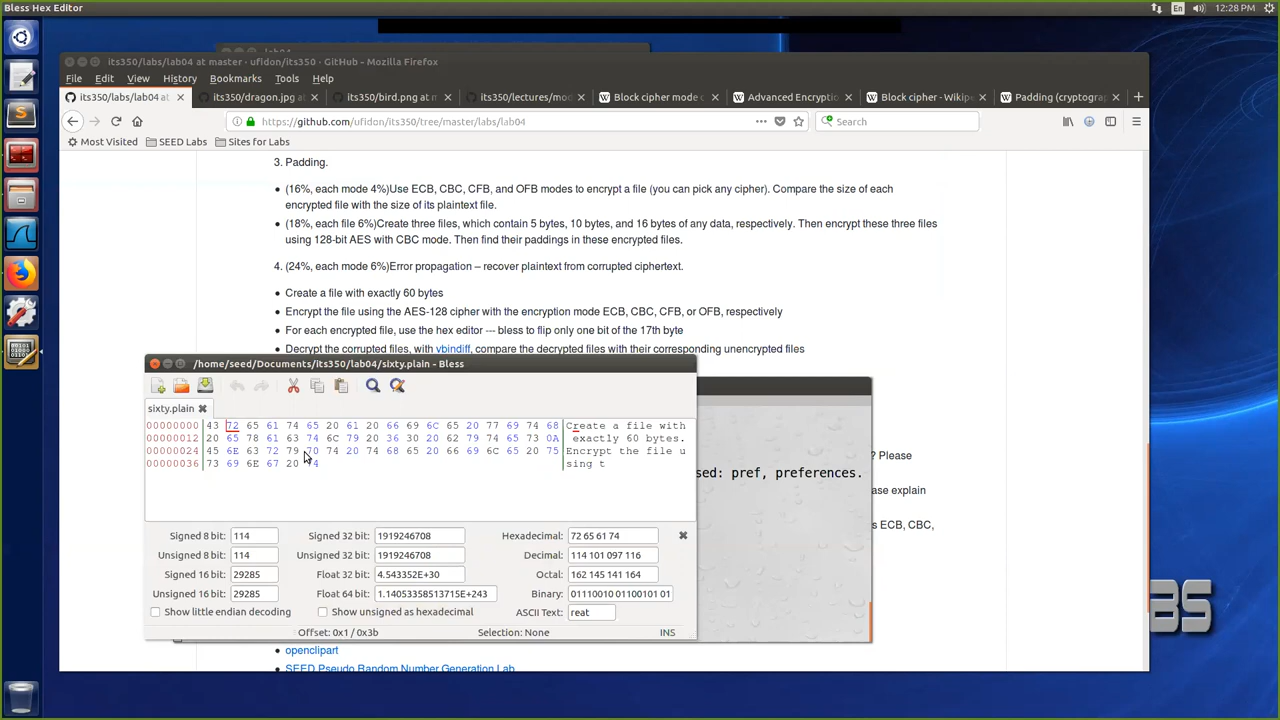 Bless Hex Editor
En
12:28 PM
its350/labs/lab04 at master · ufidon/its350 · GitHub - Mozilla Firefox
File Edit View History Bookmarks Tools Help
its350/labs/lab04 at
its350/dragon.jpg at
its350/bird.png at m
its350/lectures/mod
Block cipher mode o
Advanced Encryptio
Block cipher - Wikipe
Padding (cryptograp
https://github.com/ufidon/its350/tree/master/labs/lab04
Search
Most Visited SEED Labs Sites for Labs
3. Padding.
(16%, each mode 4%)Use ECB, CBC, CFB, and OFB modes to encrypt a file (you can pick any cipher). Compare the size of each
encrypted file with the size of its plaintext file.
(18%, each file 6%)Create three files, which contain 5 bytes, 10 bytes, and 16 bytes of any data, respectively. Then encrypt these three files
using 128-bit AES with CBC mode. Then find their paddings in these encrypted files.
4. (24%, each mode 6%)Error propagation – recover plaintext from corrupted ciphertext.
Create a file with exactly 60 bytes
Encrypt the file using the AES-128 cipher with the encryption mode ECB, CBC, CFB, or OFB, respectively
For each encrypted file, use the hex editor --- bless to flip only one bit of the 17th byte
Decrypt the corrupted files, with vbindiff, compare the decrypted files with their corresponding unencrypted files
/home/seed/Documents/its350/lab04/sixty.plain - Bless
sixty.plain
00000000 43 72 65 61 74 65 20 61 20 66 69 6C 65 20 77 69 74 68 Create a file with
00000012 20 65 78 61 63 74 6C 79 20 36 30 20 62 79 74 65 73 0A exactly 60 bytes.
00000024 45 6E 63 72 79 70 74 20 74 68 65 20 66 69 6C 65 20 75 Encrypt the file u
00000036 73 69 6E 67 20 74 sing t
? Please
sed: pref, preferences.
ase explain
s ECB, CBC,
Signed 8 bit: 114 Signed 32 bit: 1919246708 Hexadecimal: 72 65 61 74
Unsigned 8 bit: 114 Unsigned 32 bit: 1919246708 Decimal: 114 101 097 116
Signed 16 bit: 29285 Float 32 bit: 4.543352E+30 Octal: 162 145 141 164
Unsigned 16 bit: 29285 Float 64 bit: 1.14053358513715E+243 Binary: 01110010 01100101 01
Show little endian decoding Show unsigned as hexadecimal ASCII Text: reat
Offset: 0x1 / 0x3b Selection: None INS
openclipart
SEED Pseudo Random Number Generation Lab